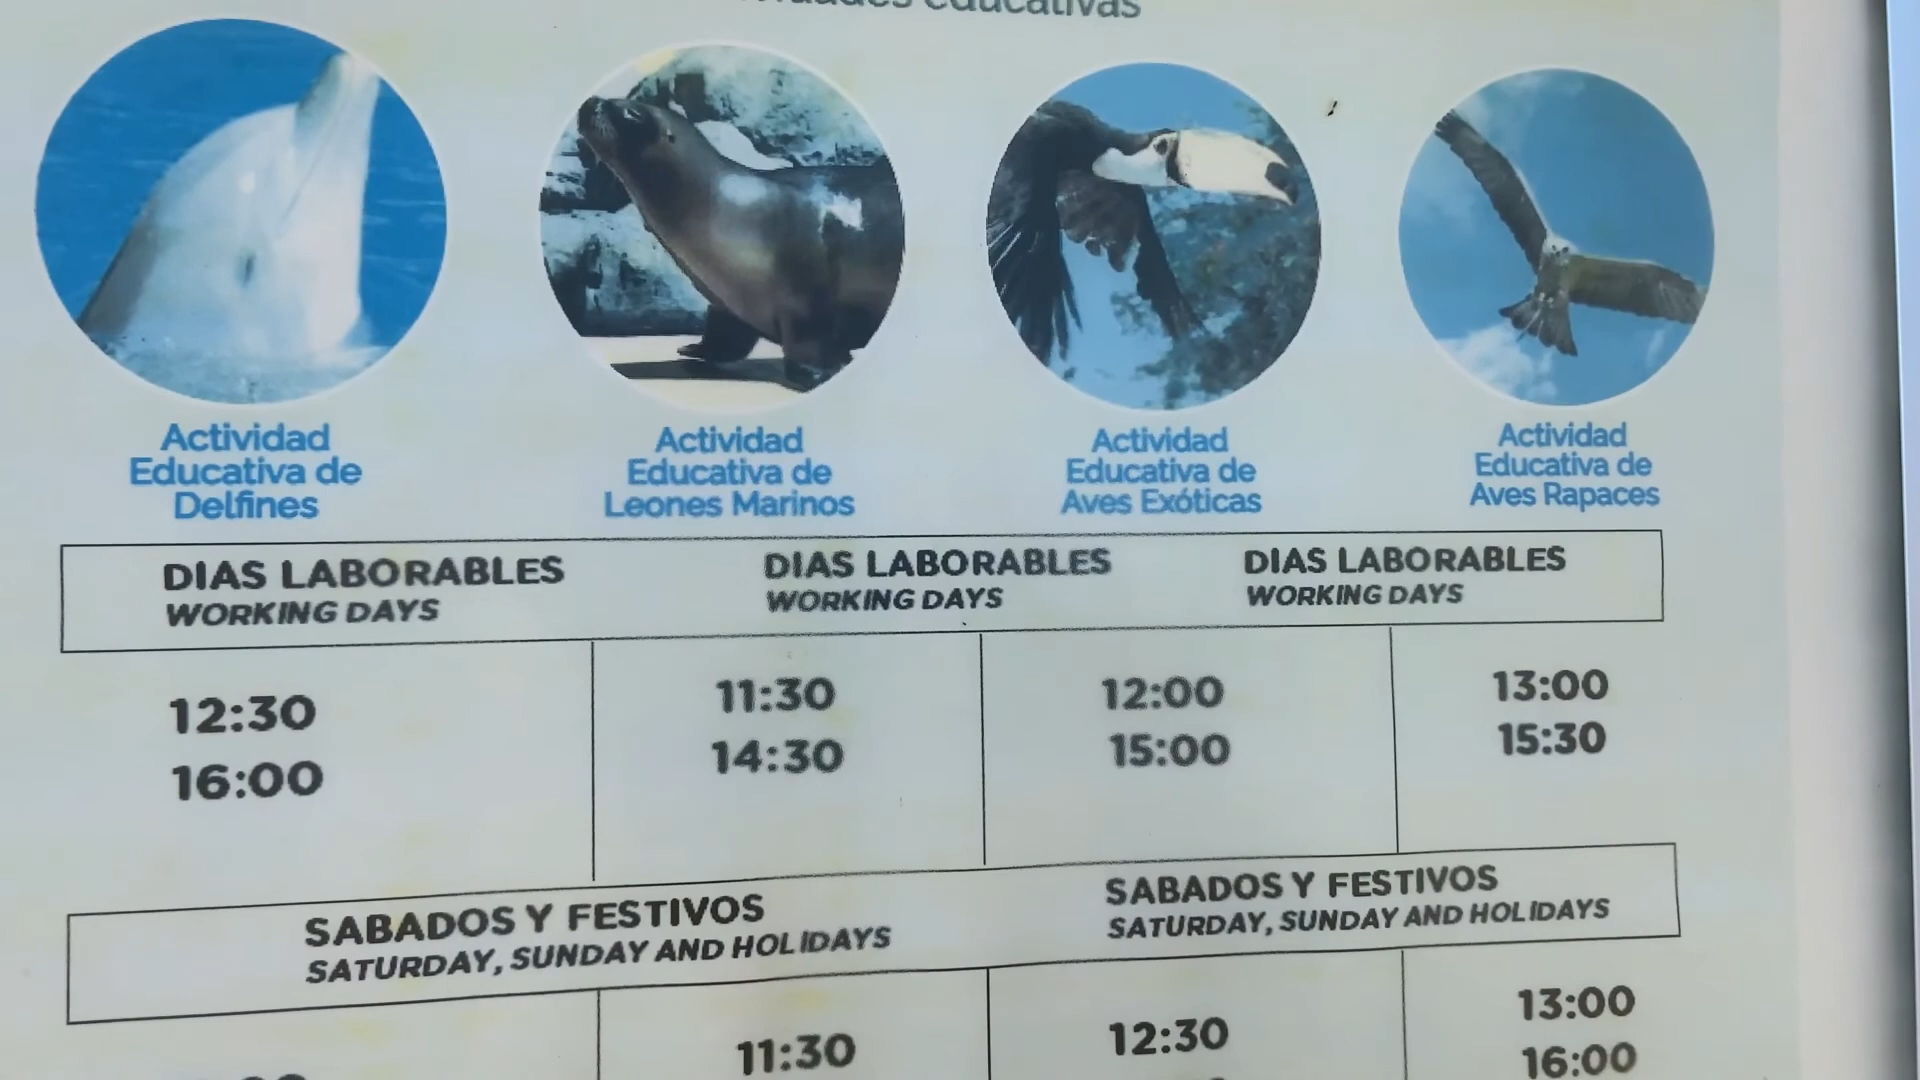 educativas
Actividad
Educativa de
Delfines
Actividad
Educativa de
Leones Marinos
Actividad
Educativa de
Aves Exóticas
Actividad
Educativa de
Aves Rapaces
DIAS LABORABLES
WORKING DAYS
DIAS LABORABLES
WORKING DAYS
DIAS LABORABLES
WORKING DAYS
12:30
16:00
11:30
14:30
12:00
15:00
13:00
15:30
SABADOS Y FESTIVOS
SATURDAY, SUNDAY AND HOLIDAYS
SABADOS Y FESTIVOS
SATURDAY, SUNDAY AND HOLIDAYS
11:30
12:30
13:00
16:00